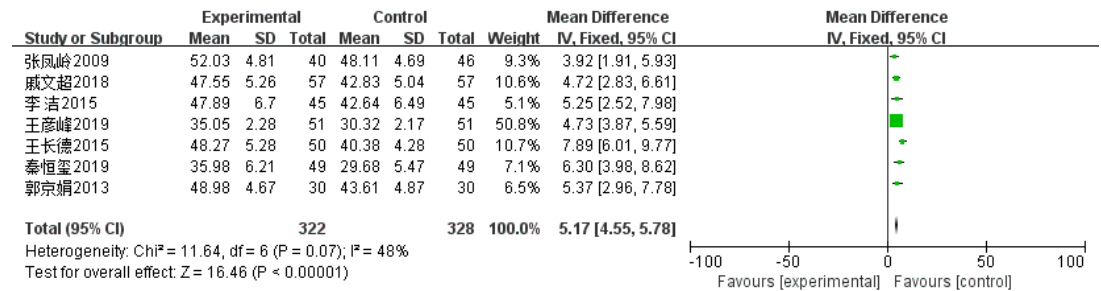 Experimental Control Mean Difference Mean Difference
Study or Subgroup Mean SD Total Mean SD Total Weight IV, Fixed, 95% CI IV, Fixed, 95% CI
张凤岭2009 52.03 4.81 40 48.11 4.69 46 9.3% 3.92 [1.91, 5.93]
戚文超2018 47.55 5.26 57 42.83 5.04 57 10.6% 4.72 [2.83, 6.61]
李洁2015 47.89 6.7 45 42.64 6.49 45 5.1% 5.25 [2.52, 7.98]
王彦峰2019 35.05 2.28 51 30.32 2.17 51 50.8% 4.73 [3.87, 5.59]
王长德2015 48.27 5.28 50 40.38 4.28 50 7.89 [6.01, 9.77]
秦恒玺2019 35.98 6.21 49 29.68 5.47 49 7.1% 6.30 [3.98, 8.62]
郭京娟2013 48.98 4.67 30 43.61 4.87 30 6.5% 5.37 [2.96, 7.78]
Total (95% CI) 322 328 100.0% 5.17 [4.55, 5.78]
Heterogeneity: Chi² = 11.64, df = 6 (P = 0.07); I² = 48%
Test for overall effect: Z = 16.46 (P < 0.00001)
-100 -50 0 50 100
Favours [experimental] Favours [control]